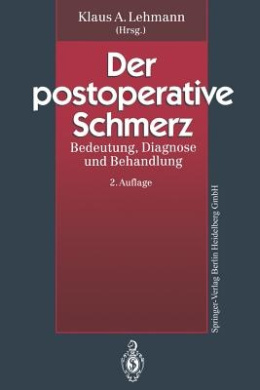 Klaus A. Lehmann
(Hrsg.)
Der
postoperative
Schmerz
Bedeutung, Diagnose
und Behandlung
2. Auflage
Springer-Verlag Berlin Heidelberg GmbH